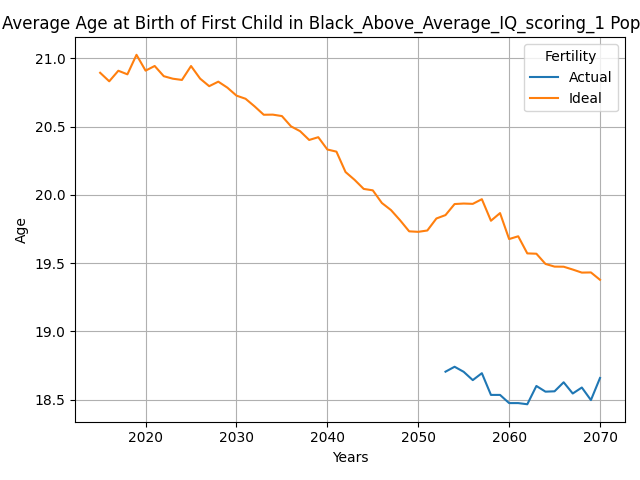 Average Age at Birth of First Child in Black_Above_Average_IQ_scoring_1 Pop
Fertility
Actual
Ideal
21.0
20.5
20.0
19.5
19.0
18.5
Age
2020 2030 2040 2050 2060 2070
Years